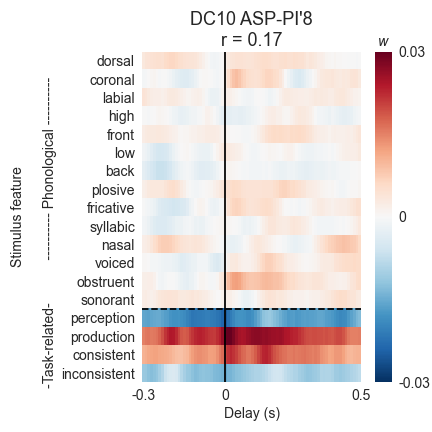 DC10 ASP-PI'8
r = 0.17
w
dorsal
coronal
labial
high
front
low
back
plosive
fricative
syllabic
nasal
voiced
obstruent
sonorant
perception
production
consistent
inconsistent
Stimulus feature
----------- Phonological ----------
-Task-related-
0.03
0
-0.03
-0.3
0
0.5
Delay (s)